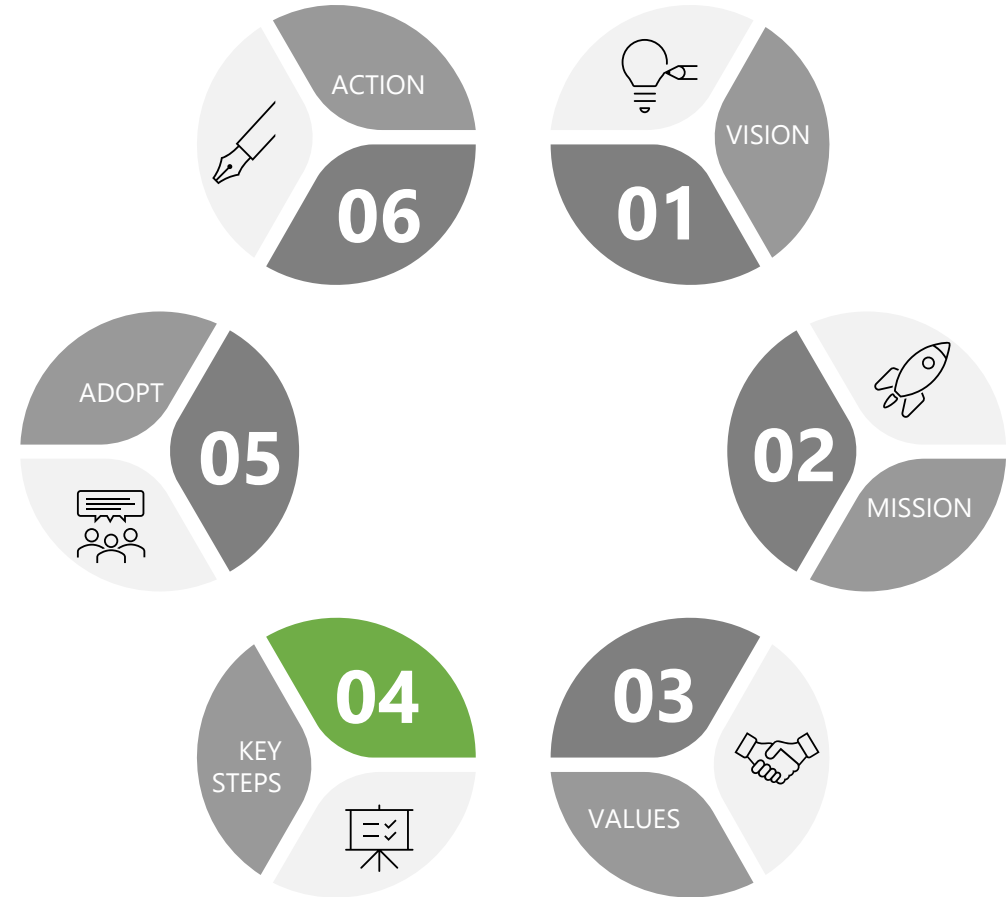 01
VISION
02
MISSION
03
VALUES
04
KEY
STEPS
05
ADOPT
06
ACTION